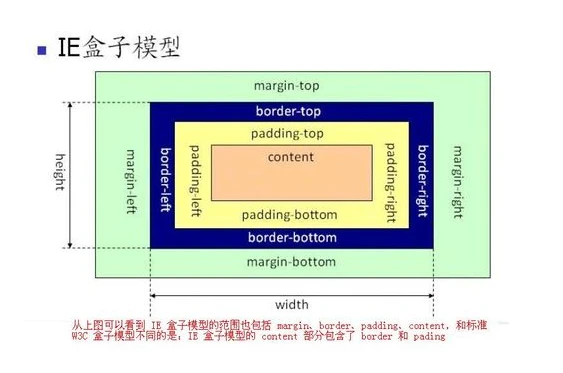 IE盒子模型
margin-top
border-top
padding-top
content
height
margin-left
border-left
padding-left
padding-right
border-right
margin-right
padding-bottom
border-bottom
margin-bottom
width
从上图可以看到 IE 盒子模型的范围也包括 margin、border、padding、content，和标准
W3C 盒子模型不同的是：IE 盒子模型的 content 部分包含了 border 和 pading